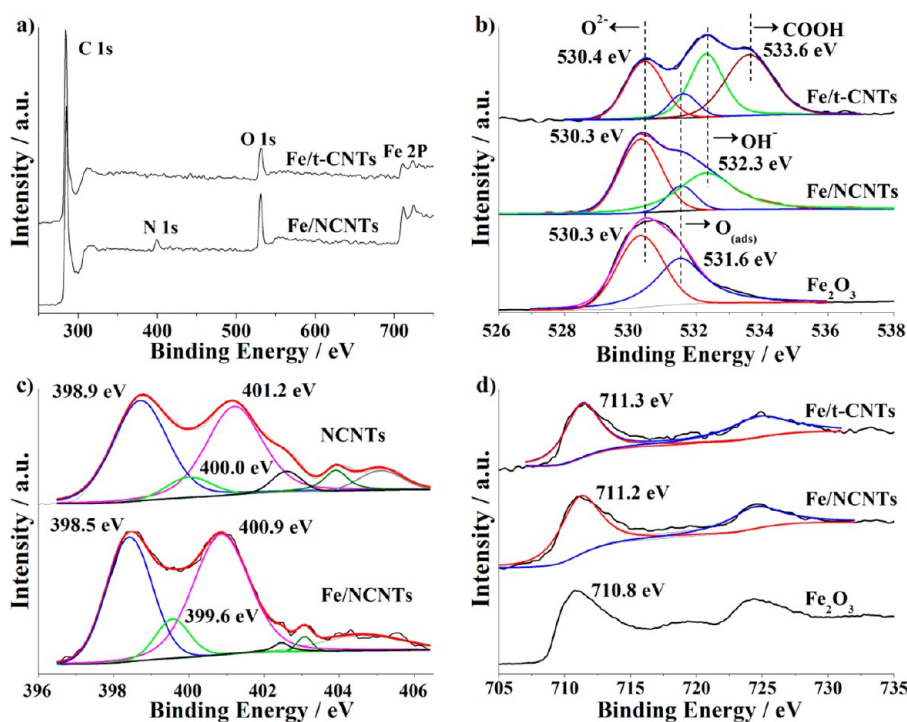 a)
C 1s
O 1s
Fe 2P
Fe/t-CNTs
N 1s
Fe/NCNTs
Intensity / a.u.
300 400 500 600 700
Binding Energy / eV
b)
O²⁻
COOH
530.4 eV
533.6 eV
Fe/t-CNTs
530.3 eV
OH⁻
532.3 eV
Fe/NCNTs
530.3 eV
O(ads)
531.6 eV
Fe₂O₃
Intensity / a.u.
526 528 530 532 534 536 538
Binding Energy / eV
c)
398.9 eV
401.2 eV
NCNTs
400.0 eV
398.5 eV
400.9 eV
Fe/NCNTs
399.6 eV
Intensity / a.u.
396 398 400 402 404 406
Binding Energy / eV
d)
711.3 eV
Fe/t-CNTs
711.2 eV
Fe/NCNTs
710.8 eV
Fe₂O₃
Intensity / a.u.
705 710 715 720 725 730 735
Binding Energy / eV